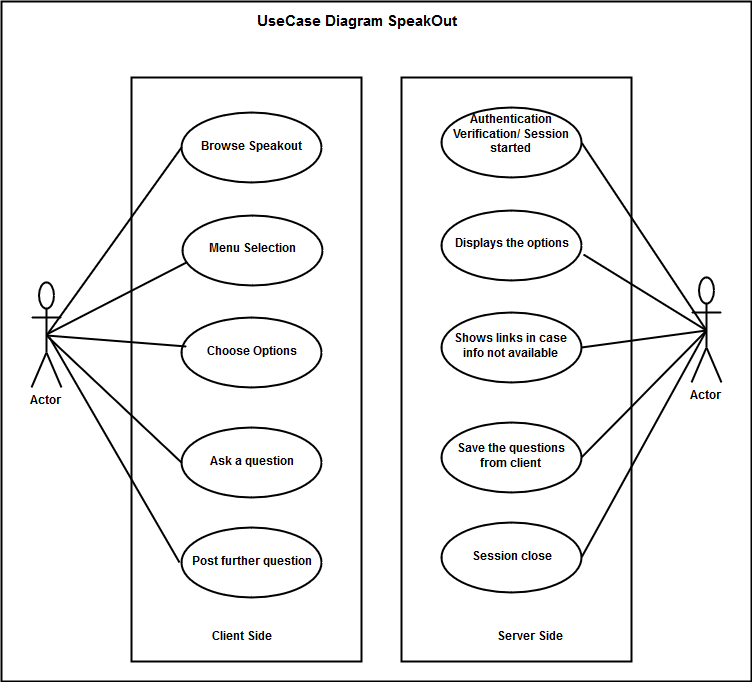 UseCase Diagram SpeakOut
Browse Speakout
Menu Selection
Choose Options
Ask a question
Post further question
Client Side
Actor
Authentication
Verification/ Session
started
Displays the options
Shows links in case
info not available
Save the questions
from client
Session close
Server Side
Actor